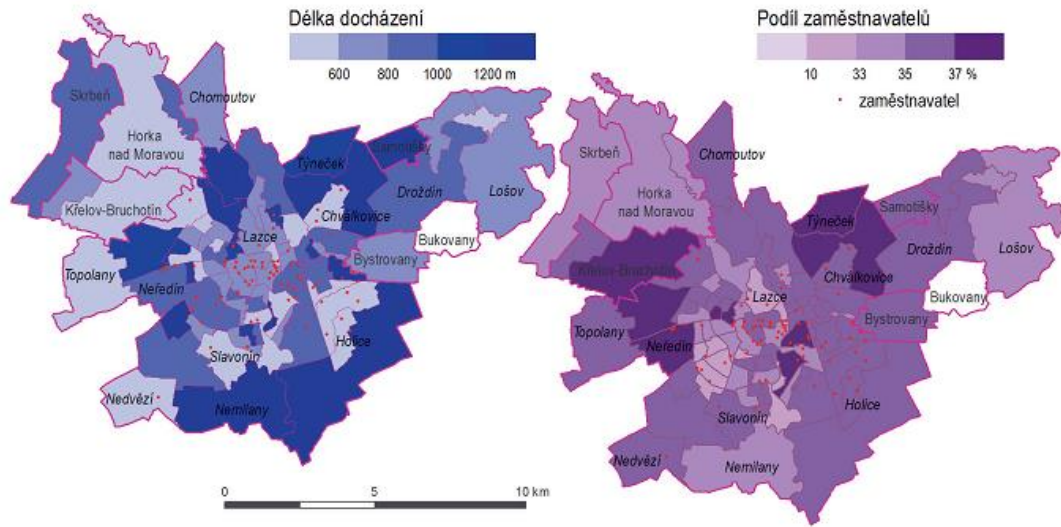 Délka docházení
600 800 1000 1200 m
Skrbeň
Chomoutov
Horka
nad Moravou
Týneček
Samotišky
Křelov-Bruchotín
Droždín
Lošov
Chválkovice
Lazce
Bukovany
Topolany
Neředín
Bystrovany
Slavonín
Holice
Nedvězí
Nemilany
0 5 10 km
Podíl zaměstnavatelů
10 33 35 37 %
zaměstnavatel
Skrbeň
Chomoutov
Horka
nad Moravou
Týneček
Samotišky
Křelov-Bruchotín
Droždín
Lošov
Chválkovice
Lazce
Bukovany
Topolany
Neředín
Bystrovany
Slavonín
Holice
Nedvězí
Nemilany